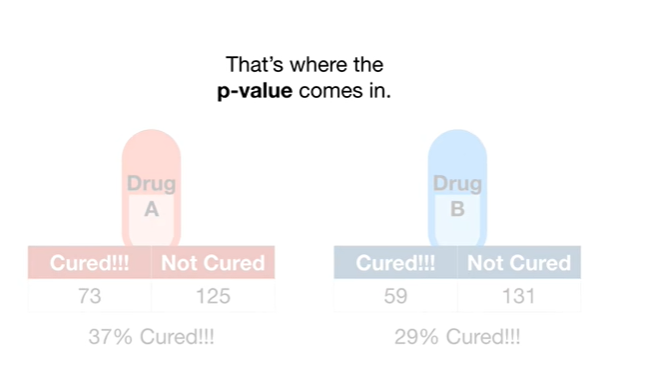 That's where the
p-value comes in.
Drug
A
Drug
B
Cured!!! Not Cured
73 125
37% Cured!!!
Cured!!! Not Cured
59 131
29% Cured!!!